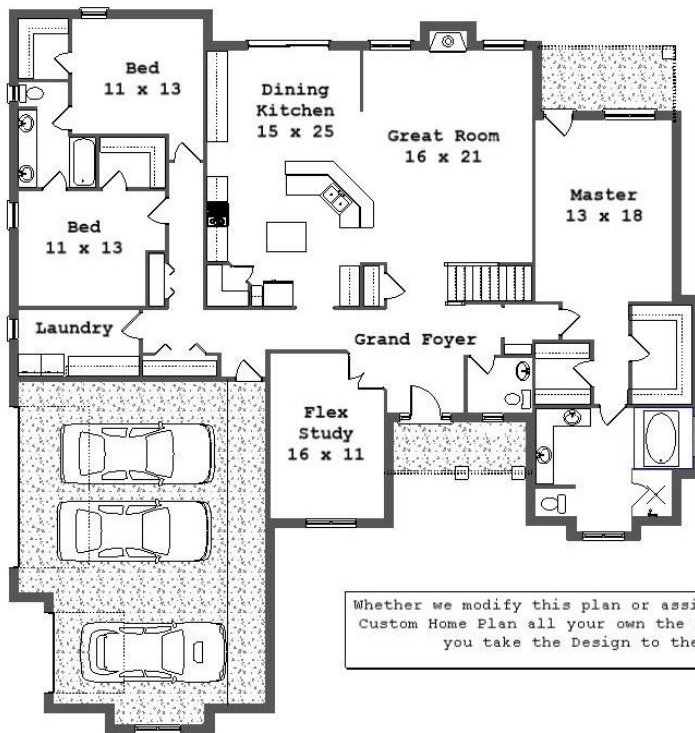 Bed
11 x 13
Dining
Kitchen
15 x 25
Great Room
16 x 21
Master
13 x 18
Bed
11 x 13
Laundry
Grand Foyer
Flex
Study
16 x 11
Whether we modify this plan or
Custom Home Plan all your own the
you take the Design to the